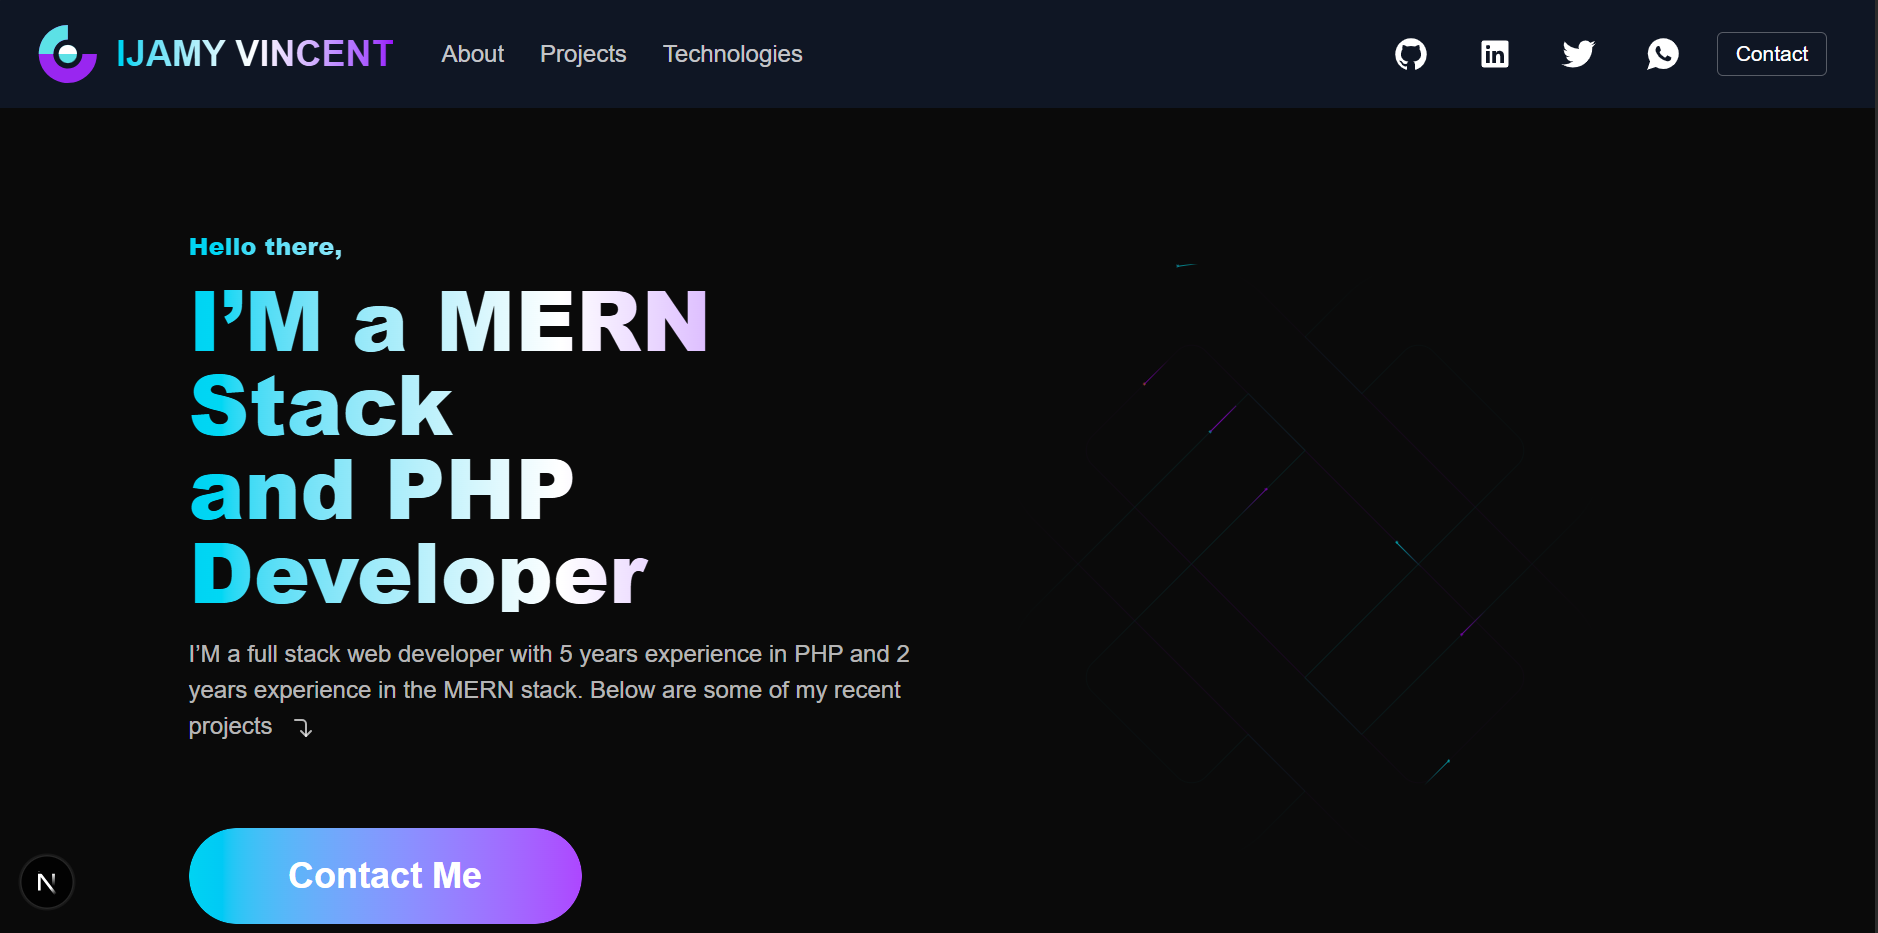 IJAMY VINCENT About Projects Technologies Contact
Hello there,
I’M a MERN
Stack
and PHP
Developer
I’M a full stack web developer with 5 years experience in PHP and 2
years experience in the MERN stack. Below are some of my recent
projects
Contact Me
N